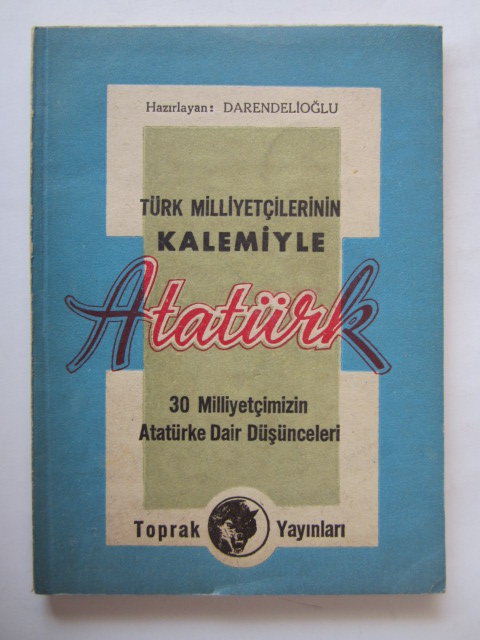 Hazırlayan: DARENDELİOĞLU
TÜRK MİLLİYETÇİLERİNİN
KALEMİYLE
Atatürk
30 Milliyetçimizin
Atatürke Dair Düşünceleri
Toprak Yayınları